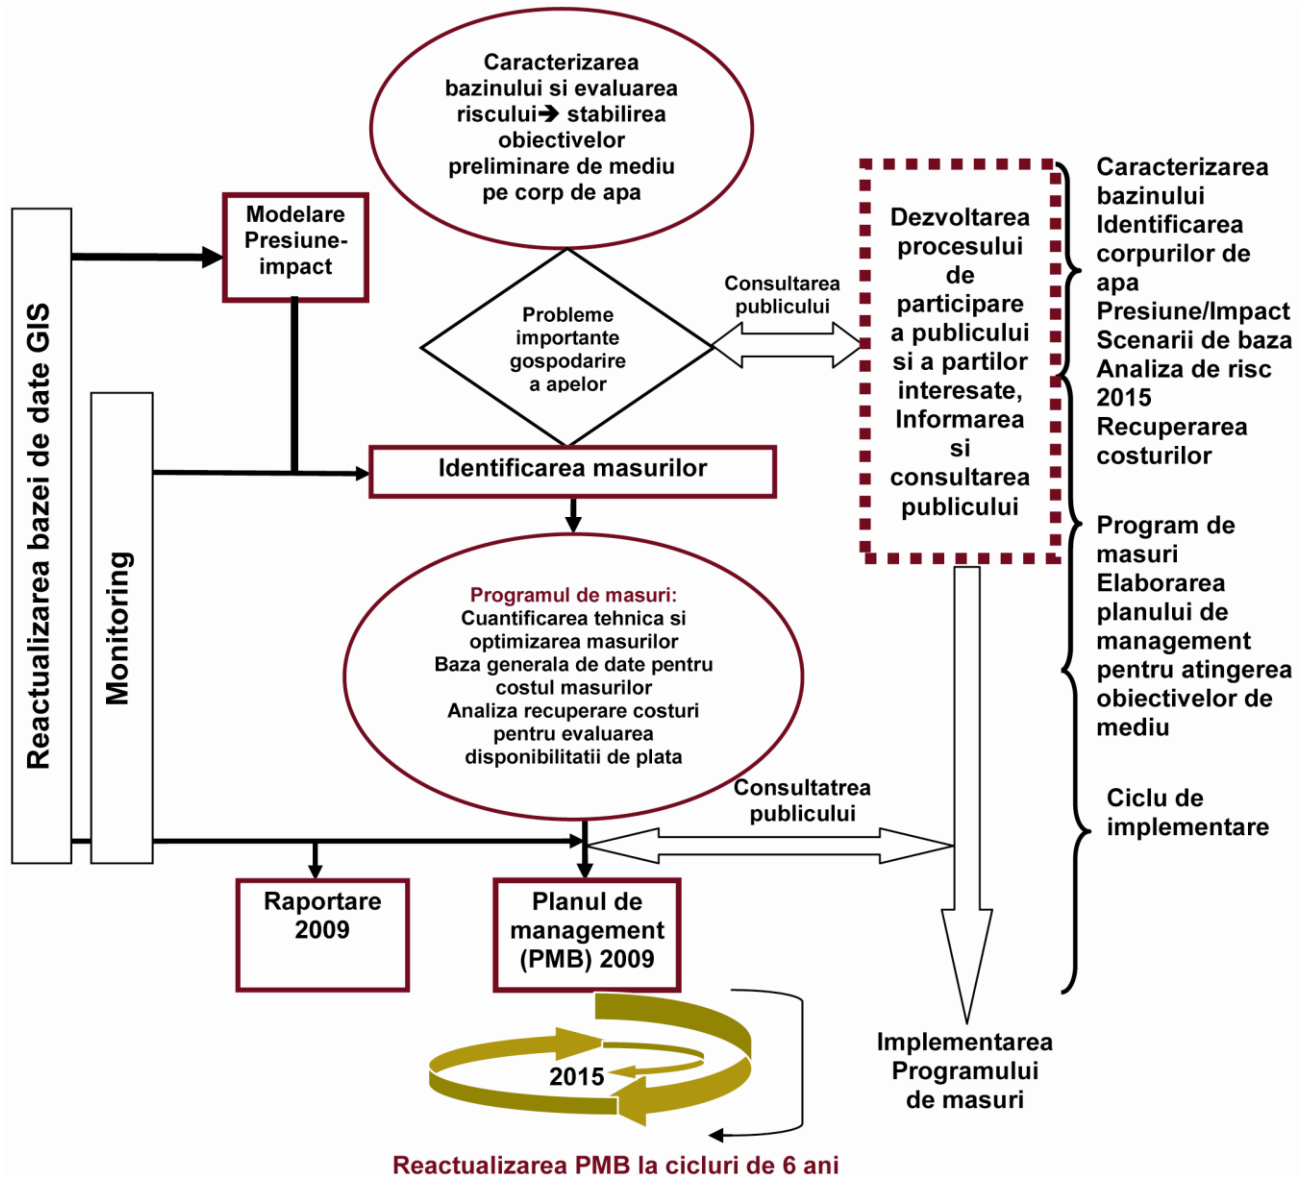 Caracterizarea
bazinului si evaluarea
riscului➔ stabilirea
obiectivelor
preliminare de mediu
pe corp de apa
Modelare
Presiune-
impact
Reactualizarea bazei de date GIS
Monitoring
Probleme
importante
gospodarire
a apelor
Consultarea
publicului
Dezvoltarea
procesului
de
participare
a publicului
si a partilor
interesate,
Informarea
si
consultarea
publicului
Caracterizarea
bazinului
Identificarea
corpurilor de
apa
Presiune/Impact
Scenarii de baza
Analiza de risc
2015
Recuperarea
costurilor
Identificarea masurilor
Programul de masuri:
Cuantificarea tehnica si
optimizarea masurilor
Baza generala de date pentru
costul masurilor
Analiza recuperare costuri
pentru evaluarea
disponibilitatii de plata
Program de
masuri
Elaborarea
planului de
management
pentru atingerea
obiectivelor de
mediu
Consultatrea
publicului
Ciclu de
implementare
Raportare
2009
Planul de
management
(PMB) 2009
2015
Implementarea
Programului
de masuri
Reactualizarea PMB la cicluri de 6 ani